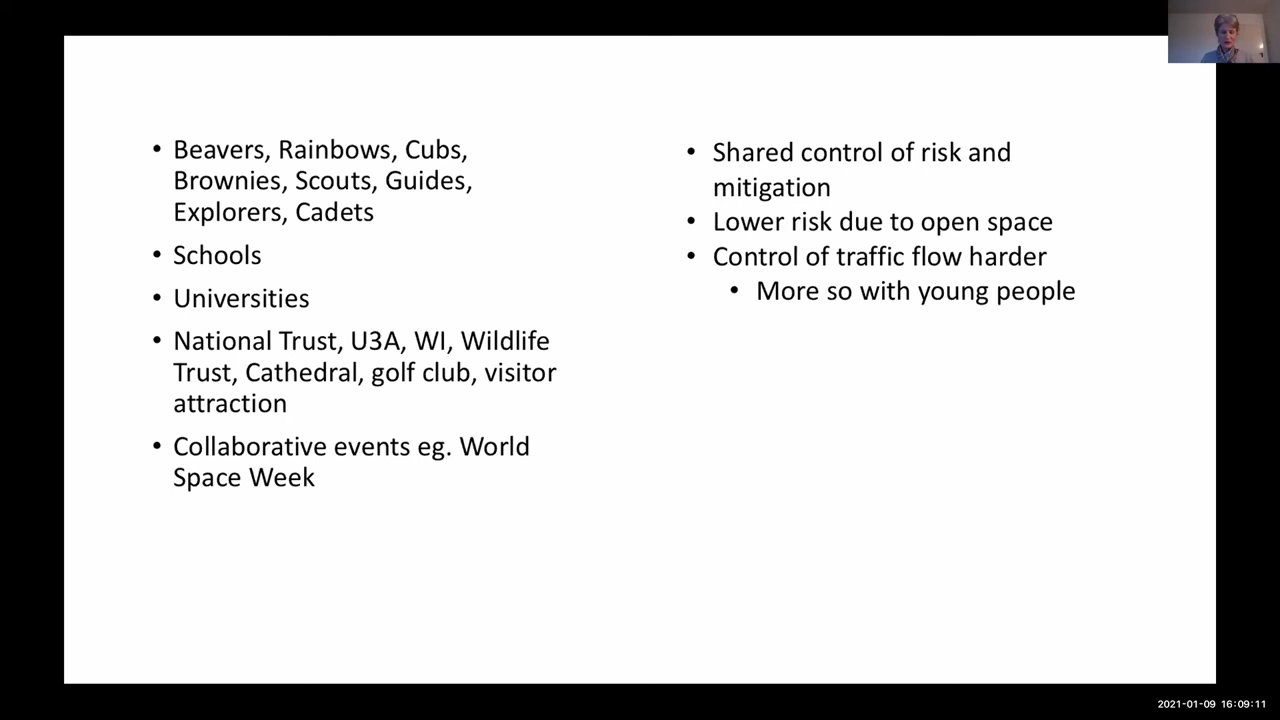 • Beavers, Rainbows, Cubs,
Brownies, Scouts, Guides,
Explorers, Cadets
• Schools
• Universities
• National Trust, U3A, WI, Wildlife
Trust, Cathedral, golf club, visitor
attraction
• Collaborative events eg. World
Space Week
• Shared control of risk and
mitigation
• Lower risk due to open space
• Control of traffic flow harder
• More so with young people
2021-01-09 16:09:11